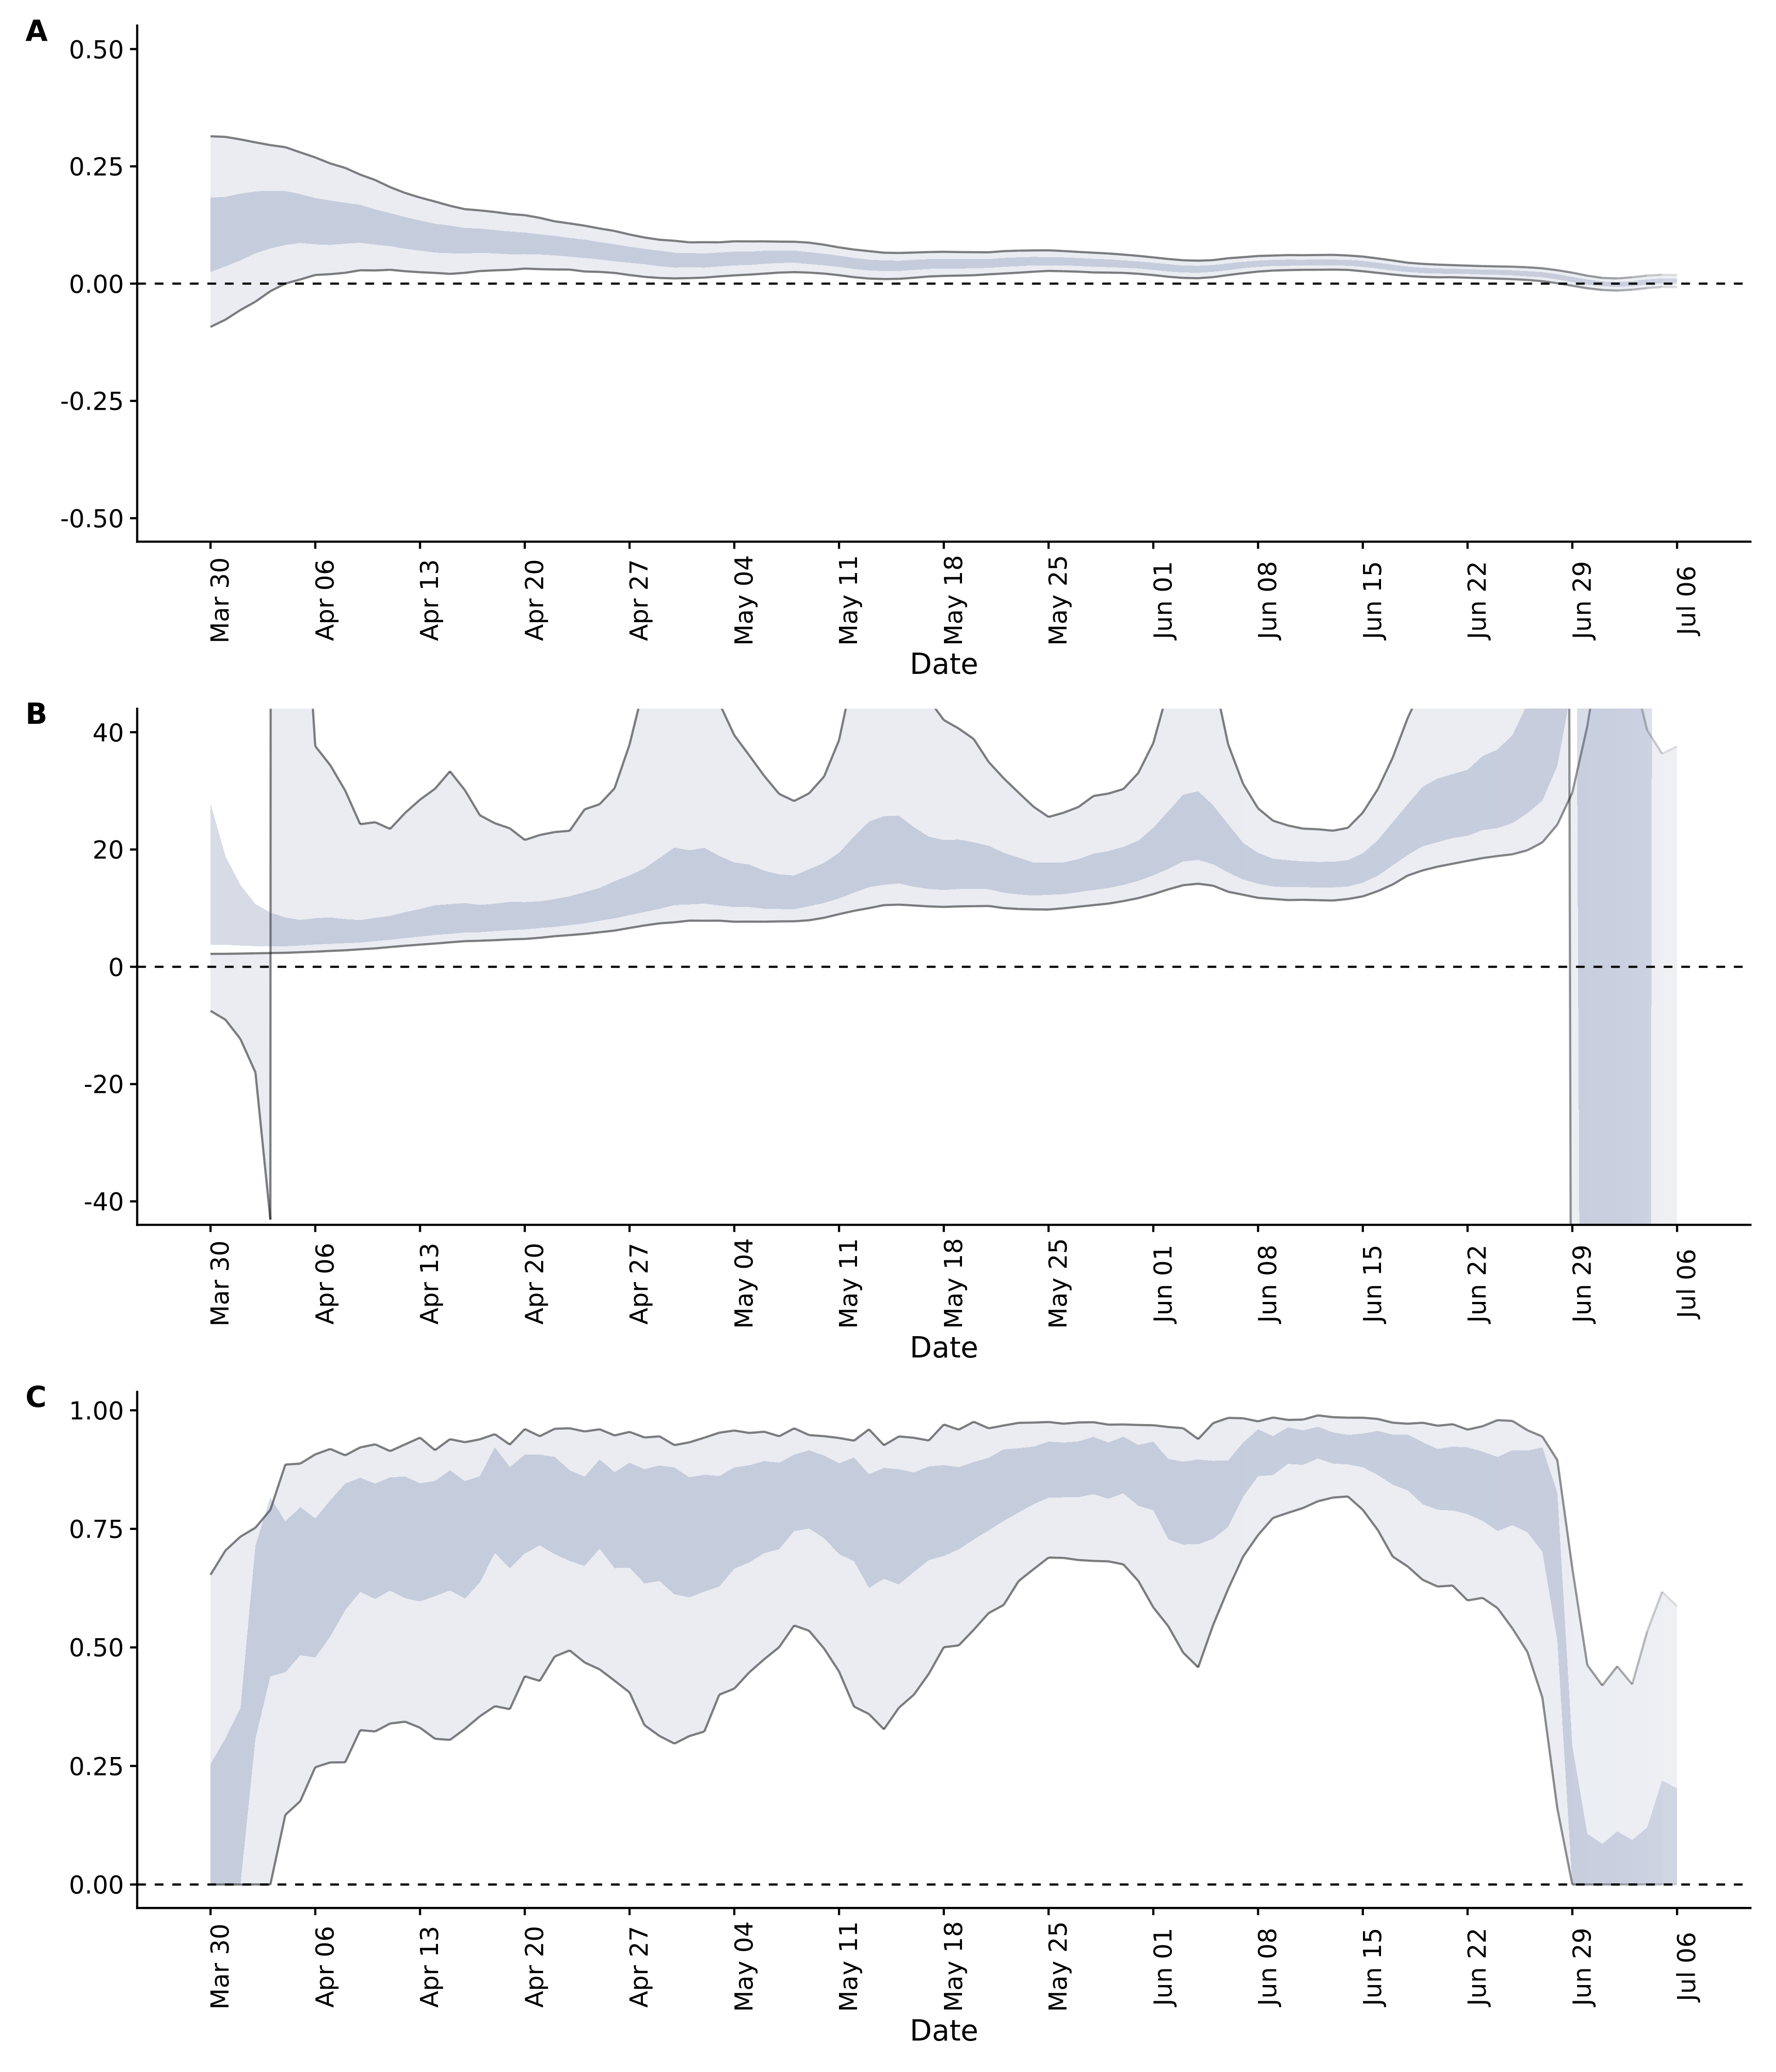 A
0.50
0.25
0.00
-0.25
-0.50
Mar 30
Apr 06
Apr 13
Apr 20
Apr 27
May 04
May 11
May 18
May 25
Jun 01
Jun 08
Jun 15
Jun 22
Jun 29
Jul 06
Date
B
40
20
0
-20
-40
Mar 30
Apr 06
Apr 13
Apr 20
Apr 27
May 04
May 11
May 18
May 25
Jun 01
Jun 08
Jun 15
Jun 22
Jun 29
Jul 06
Date
C
1.00
0.75
0.50
0.25
0.00
Mar 30
Apr 06
Apr 13
Apr 20
Apr 27
May 04
May 11
May 18
May 25
Jun 01
Jun 08
Jun 15
Jun 22
Jun 29
Jul 06
Date